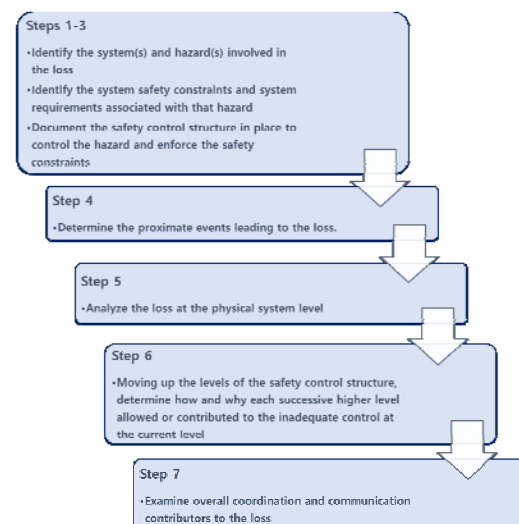 Steps 1-3
•Identify the system(s) and hazard(s) involved in
the loss
•Identify the system safety constraints and system
requirements associated with that hazard
•Document the safety control structure in place to
control the hazard and enforce the safety
constraints
Step 4
•Determine the proximate events leading to the loss.
Step 5
•Analyze the loss at the physical system level
Step 6
•Moving up the levels of the safety control structure,
determine how and why each successive higher level
allowed or contributed to the inadequate control at
the current level
Step 7
•Examine overall coordination and communication
contributors to the loss